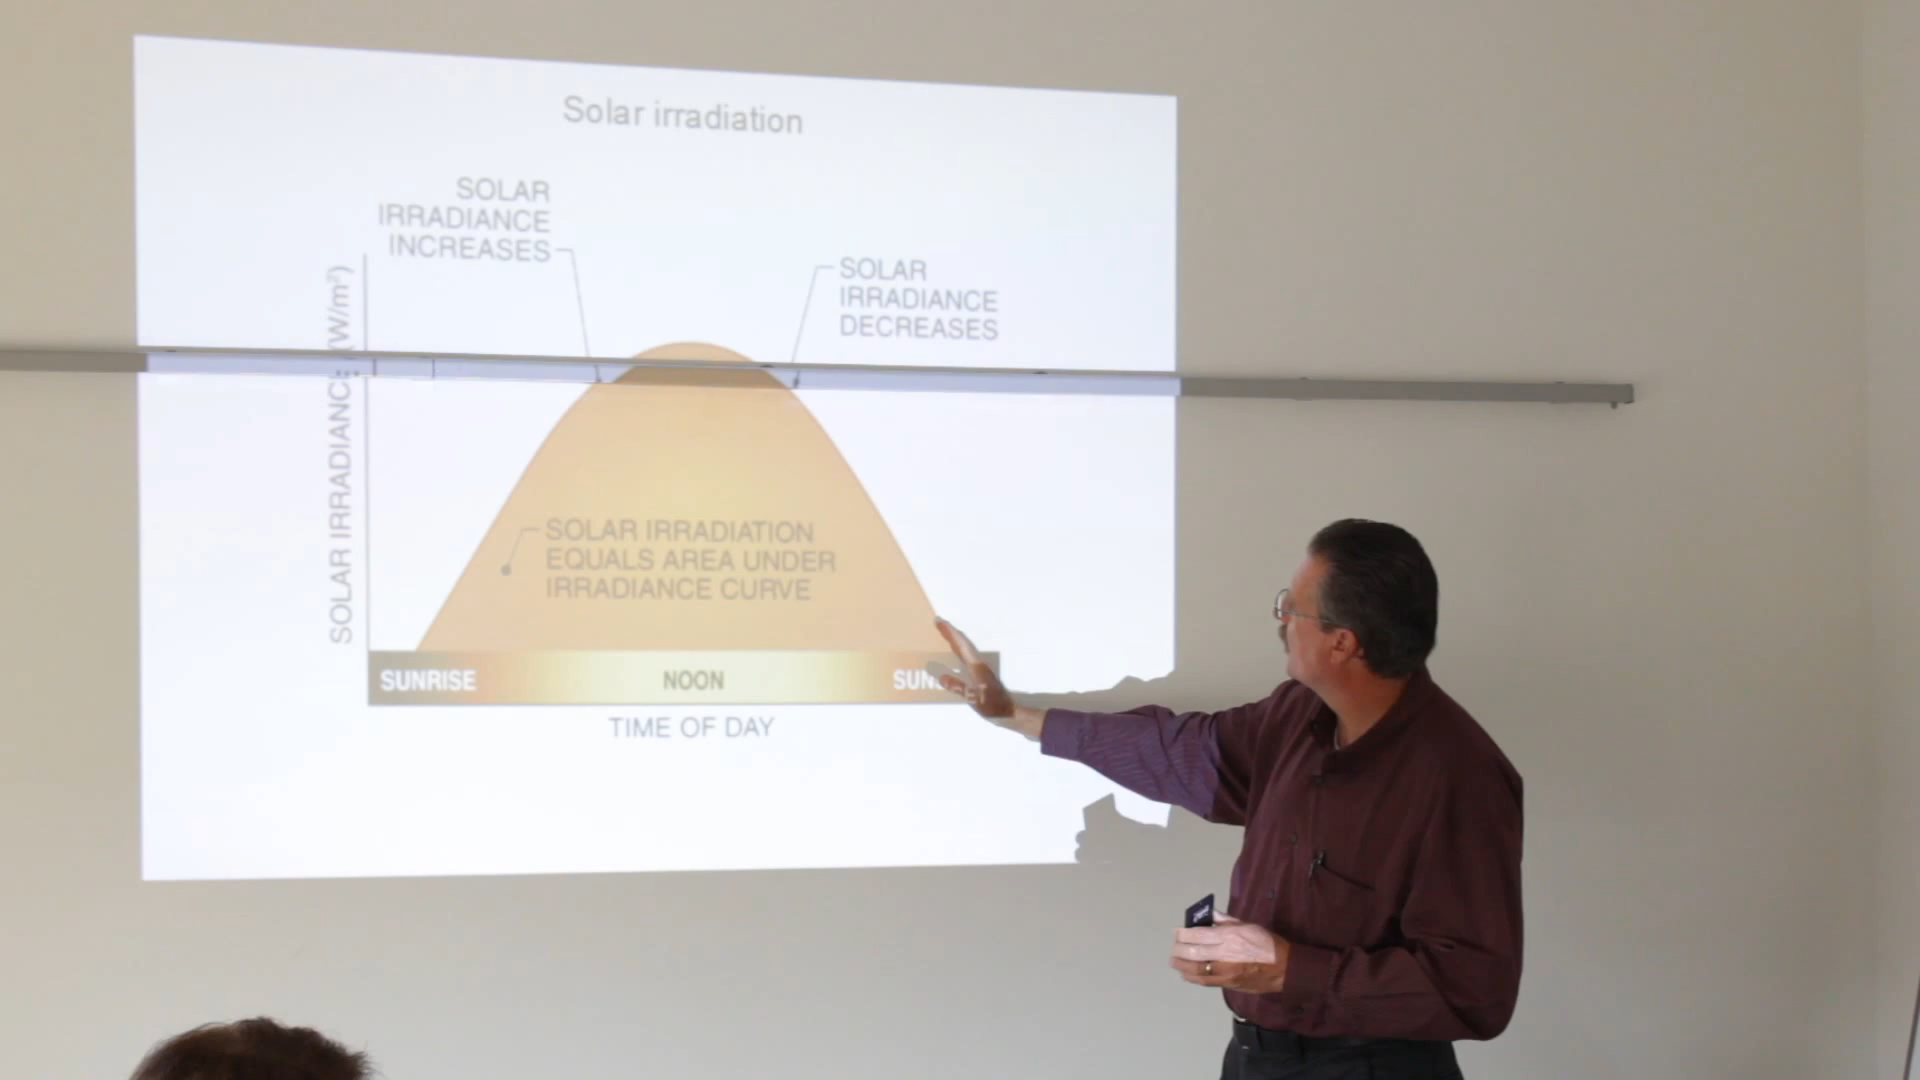 Solar irradiation
SOLAR
IRRADIANCE
INCREASES
SOLAR
IRRADIANCE
DECREASES
SOLAR IRRADIANCE (W/m²)
SOLAR IRRADIATION
EQUALS AREA UNDER
IRRADIANCE CURVE
SUNRISE
NOON
SUNSET
TIME OF DAY